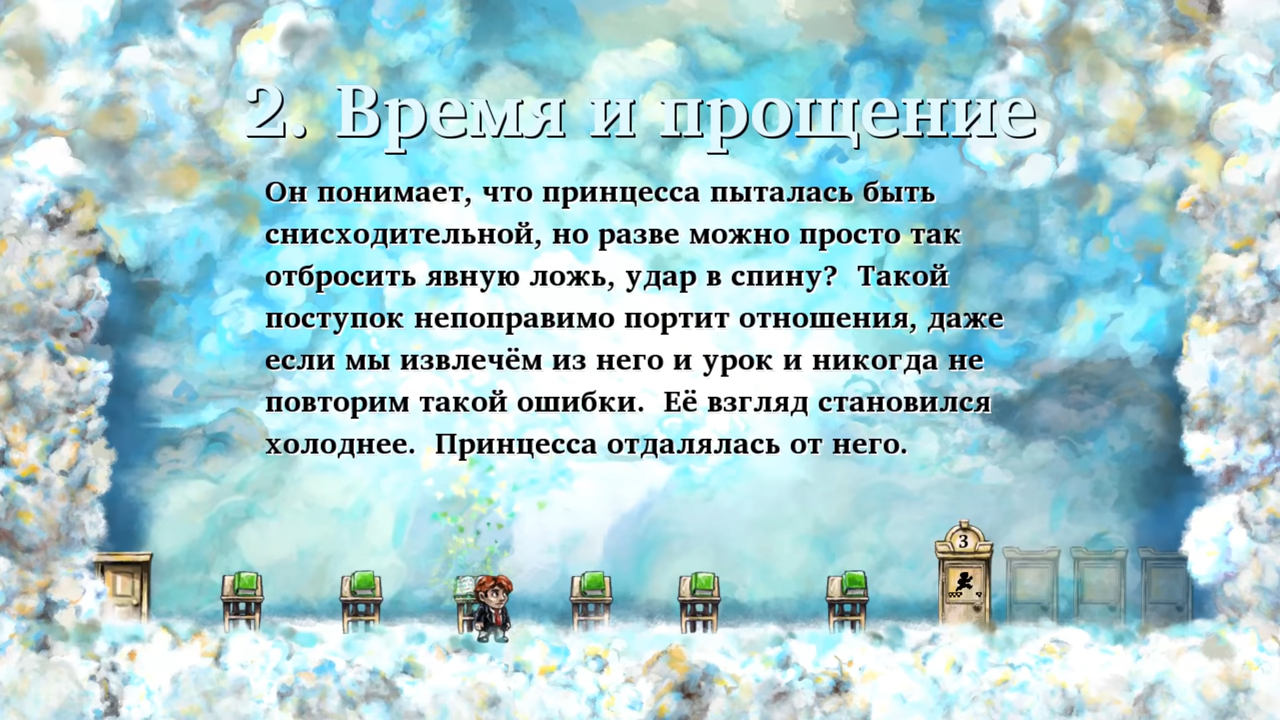 2. Время и прощение
Он понимает, что принцесса пыталась быть
снисходительной, но разве можно просто так
отбросить явную ложь, удар в спину?  Такой
поступок непоправимо портит отношения, даже
если мы извлечём из него и урок и никогда не
повторим такой ошибки.  Её взгляд становился
холоднее.  Принцесса отдалялась от него.
3